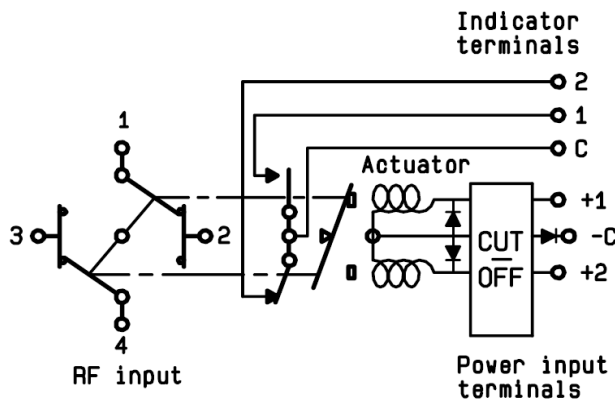 Indicator
terminals
2
1
C
1
Actuator
3
2
+1
CUT
OFF
-C
+2
4
RF input
Power input
terminals